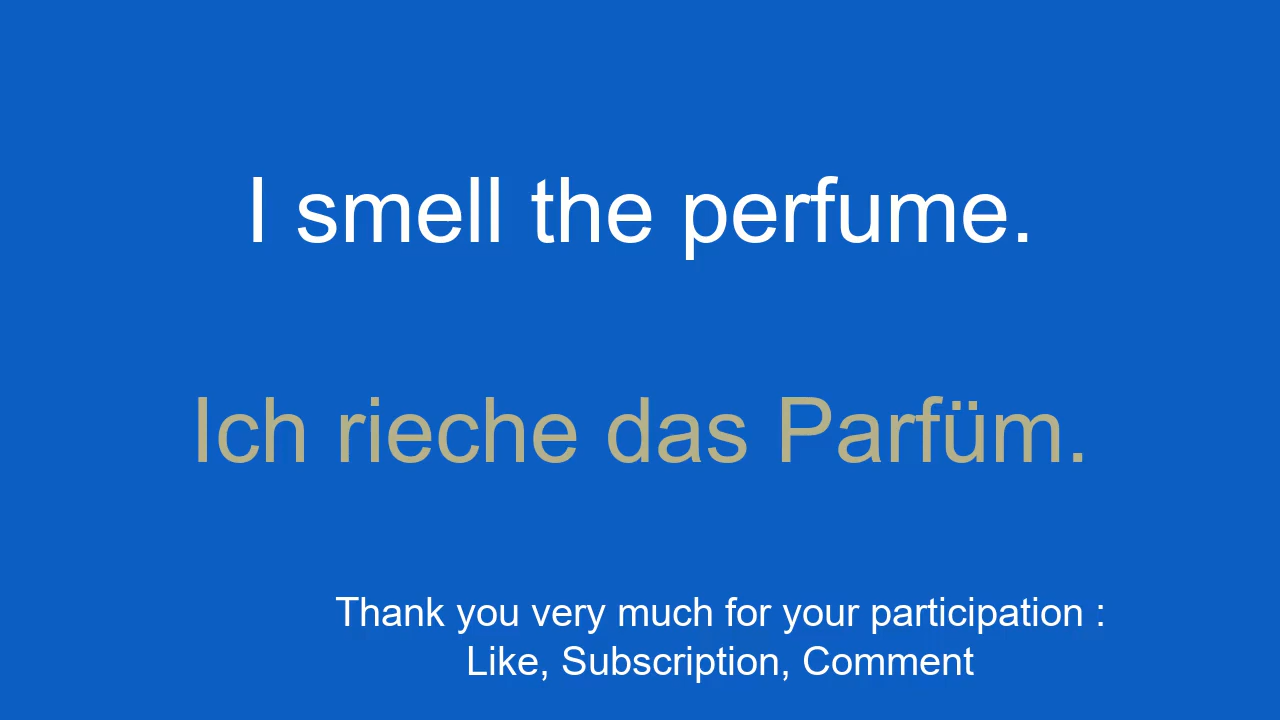 I smell the perfume.
Ich rieche das Parfüm.
Thank you very much for your participation :
Like, Subscription, Comment